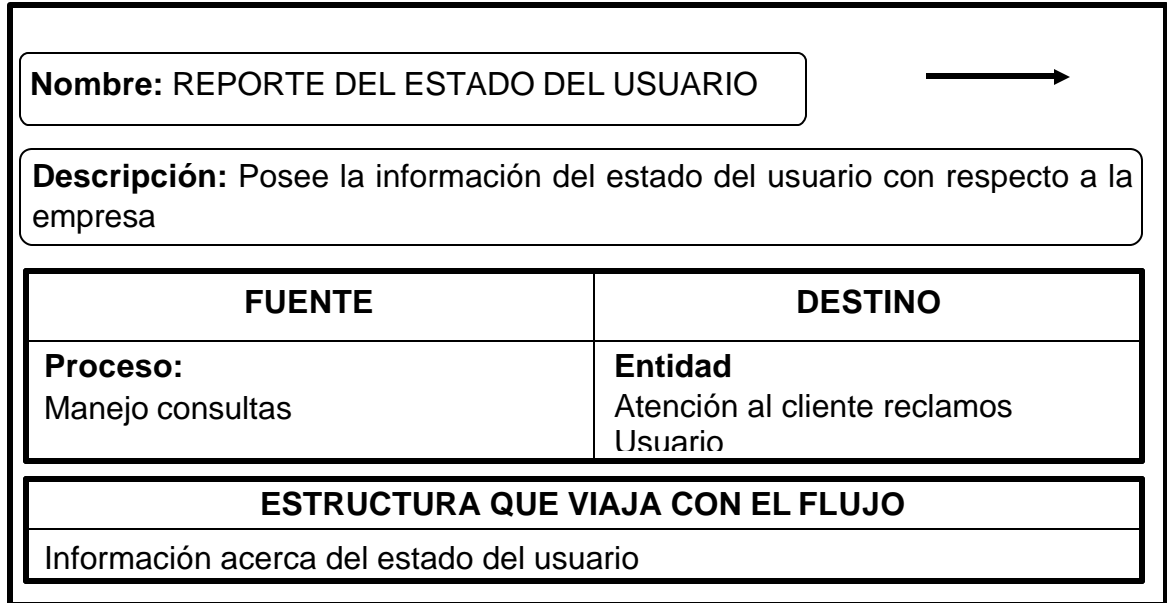 Nombre: REPORTE DEL ESTADO DEL USUARIO
Descripción: Posee la información del estado del usuario con respecto a la
empresa
FUENTE
DESTINO
Proceso:
Manejo consultas
Entidad
Atención al cliente reclamos
Usuario
ESTRUCTURA QUE VIAJA CON EL FLUJO
Información acerca del estado del usuario